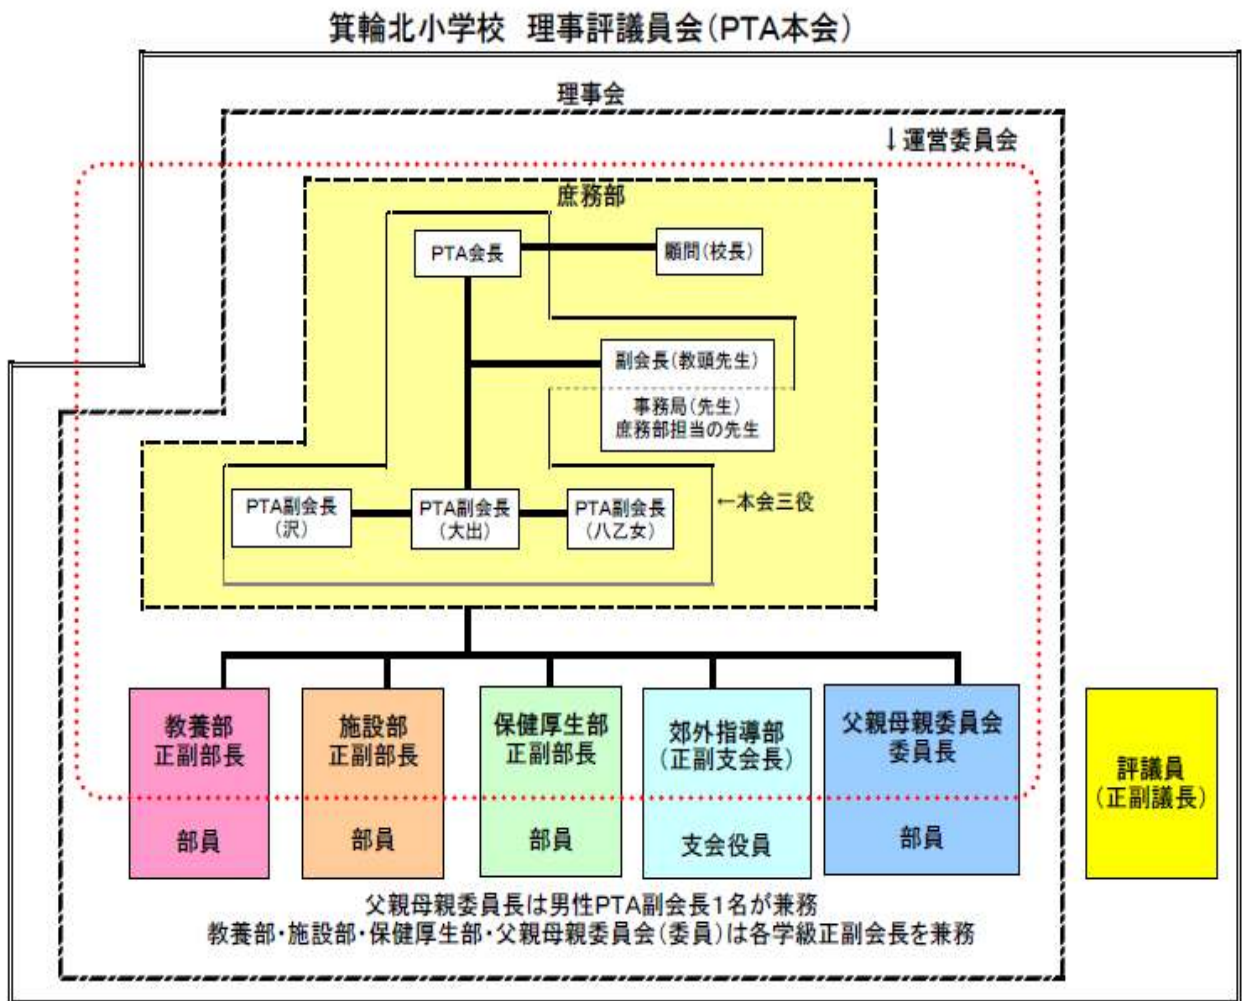 箕輪北小学校 理事評議員会(PTA本会)
理事会
↓運営委員会
庶務部
PTA会長
顧問(校長)
副会長(教頭先生)
事務局(先生)
庶務部担当の先生
←本会三役
PTA副会長
(沢)
PTA副会長
(大出)
PTA副会長
(八乙女)
教養部
正副部長
部員
施設部
正副部長
部員
保健厚生部
正副部長
部員
郊外指導部
(正副支会長)
支会役員
父親母親委員会
委員長
部員
評議員
(正副議長)
父親母親委員長は男性PTA副会長1名が兼務
教養部・施設部・保健厚生部・父親母親委員会(委員)は各学級正副会長を兼務